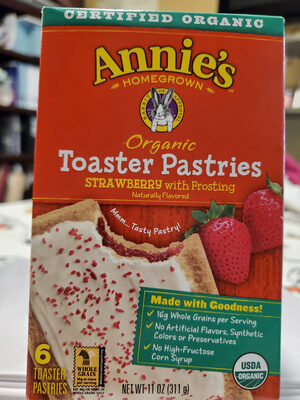 CERTIFIED ORGANIC
Annie's
HOMEGROWN
Organic
Toaster Pastries
STRAWBERRY with Frosting
Naturally Flavored
Mmm...Tasty Pastry!
Made with Goodness!
✓ 16g Whole Grains per Serving
✓ No Artificial Flavors, Synthetic
Colors or Preservatives
✓ No High-Fructose
Corn Syrup
6
TOASTER
PASTRIES
WHOLE
GRAIN
USDA
ORGANIC
NET WT 11 OZ (311 g)